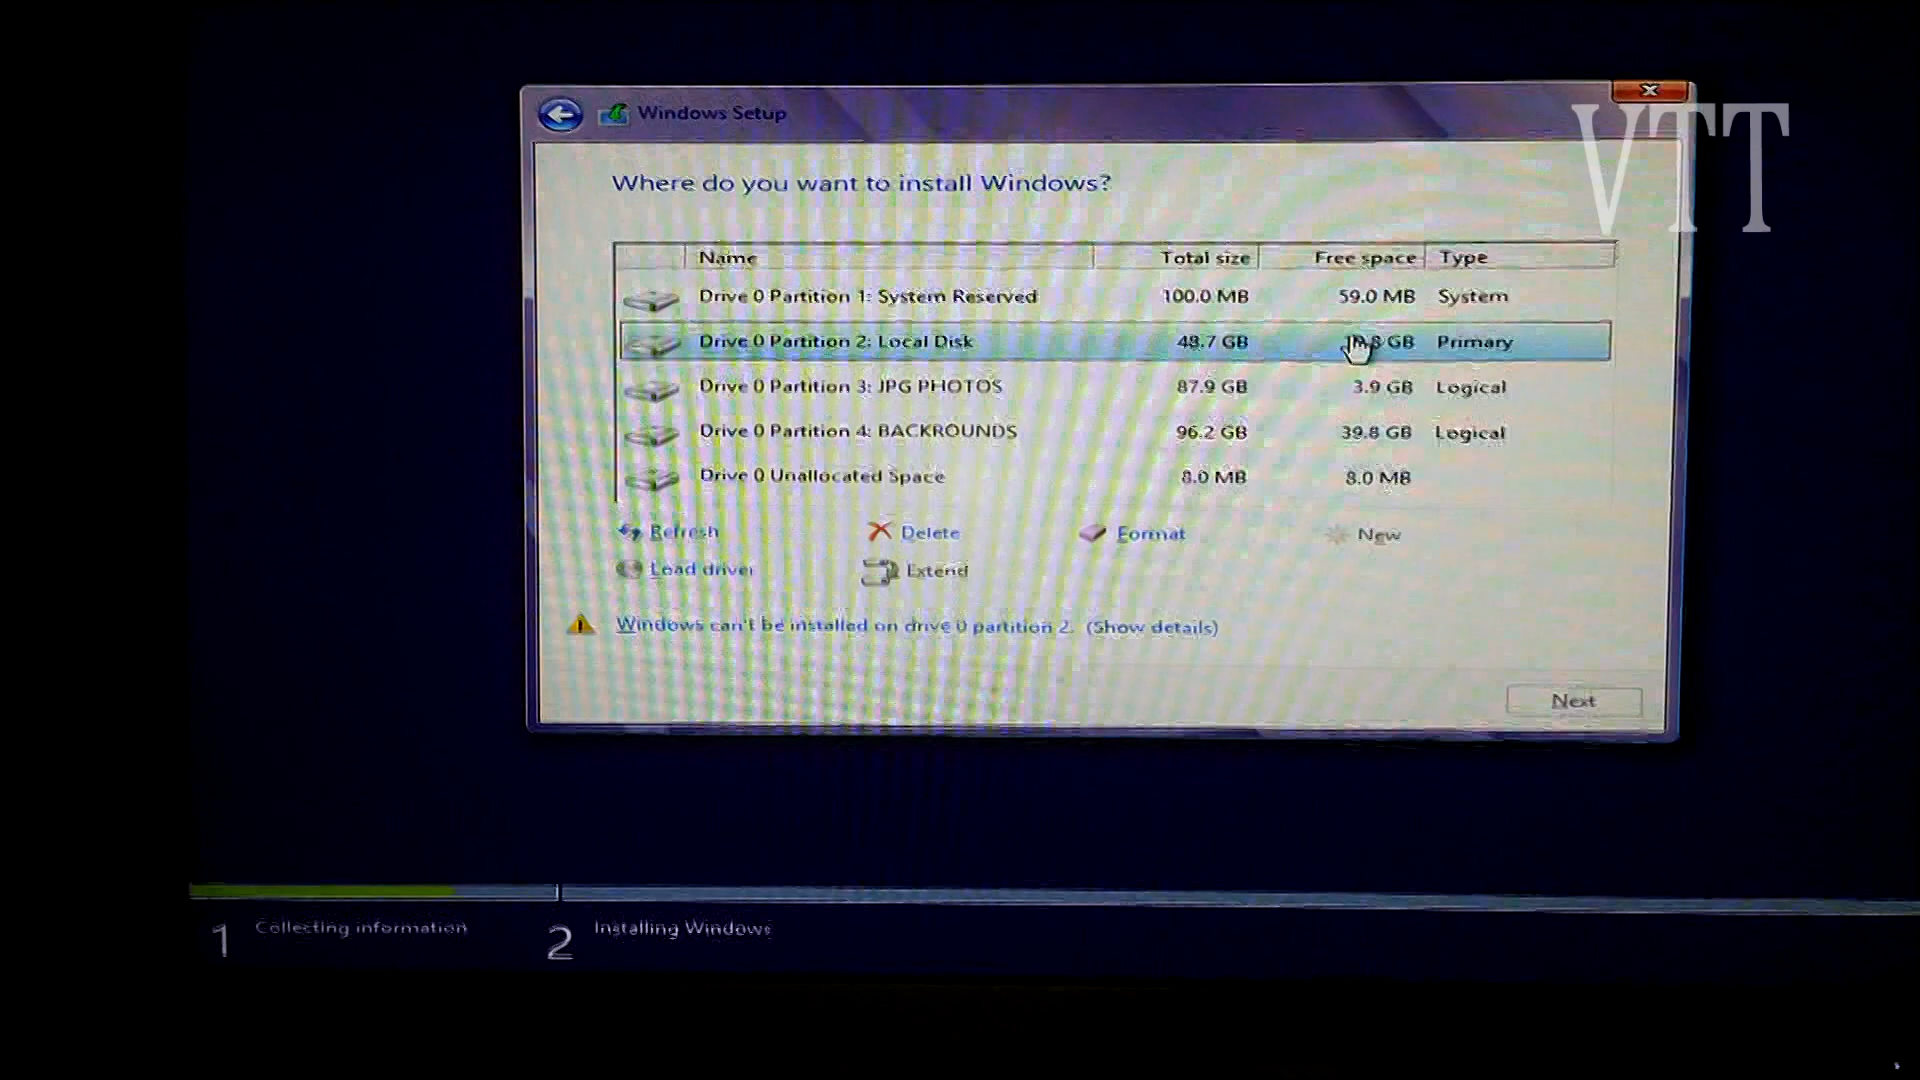 VTT
Windows Setup
Where do you want to install Windows?
Name Total size Free space Type
Drive 0 Partition 1: System Reserved 100.0 MB 59.0 MB System
Drive 0 Partition 2: Local Disk 48.7 GB GB Primary
Drive 0 Partition 3: JPG PHOTOS 87.9 GB 3.9 GB Logical
Drive 0 Partition 4: BACKROUNDS 96.2 GB 39.8 GB Logical
Drive 0 Unallocated Space 8.0 MB 8.0 MB
Refresh Delete Format New
Load driver Extend
Windows can't be installed on drive 0 partition 2. (Show details)
Next
1 Collecting information 2 Installing Windows